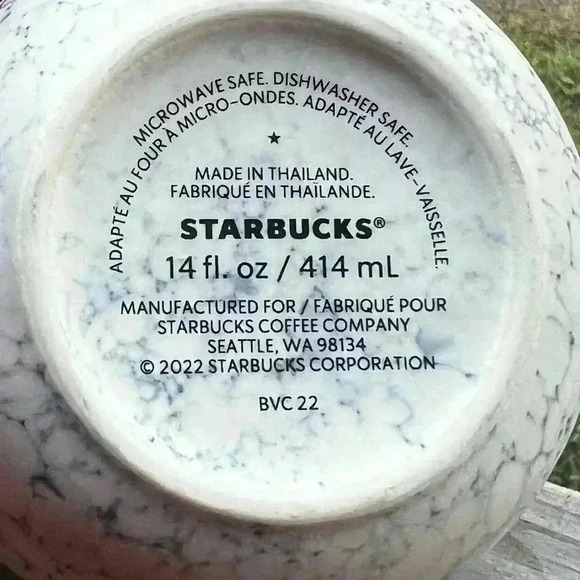 MICROWAVE SAFE. DISHWASHER SAFE.
ADAPTÉ AU FOUR À MICRO-ONDES. ADAPTÉ AU LAVE-VAISSELLE.
MADE IN THAILAND.
FABRIQUÉ EN THAÏLANDE.
STARBUCKS®
14 fl. oz / 414 mL
MANUFACTURED FOR / FABRIQUÉ POUR
STARBUCKS COFFEE COMPANY
SEATTLE, WA 98134
© 2022 STARBUCKS CORPORATION
BVC 22